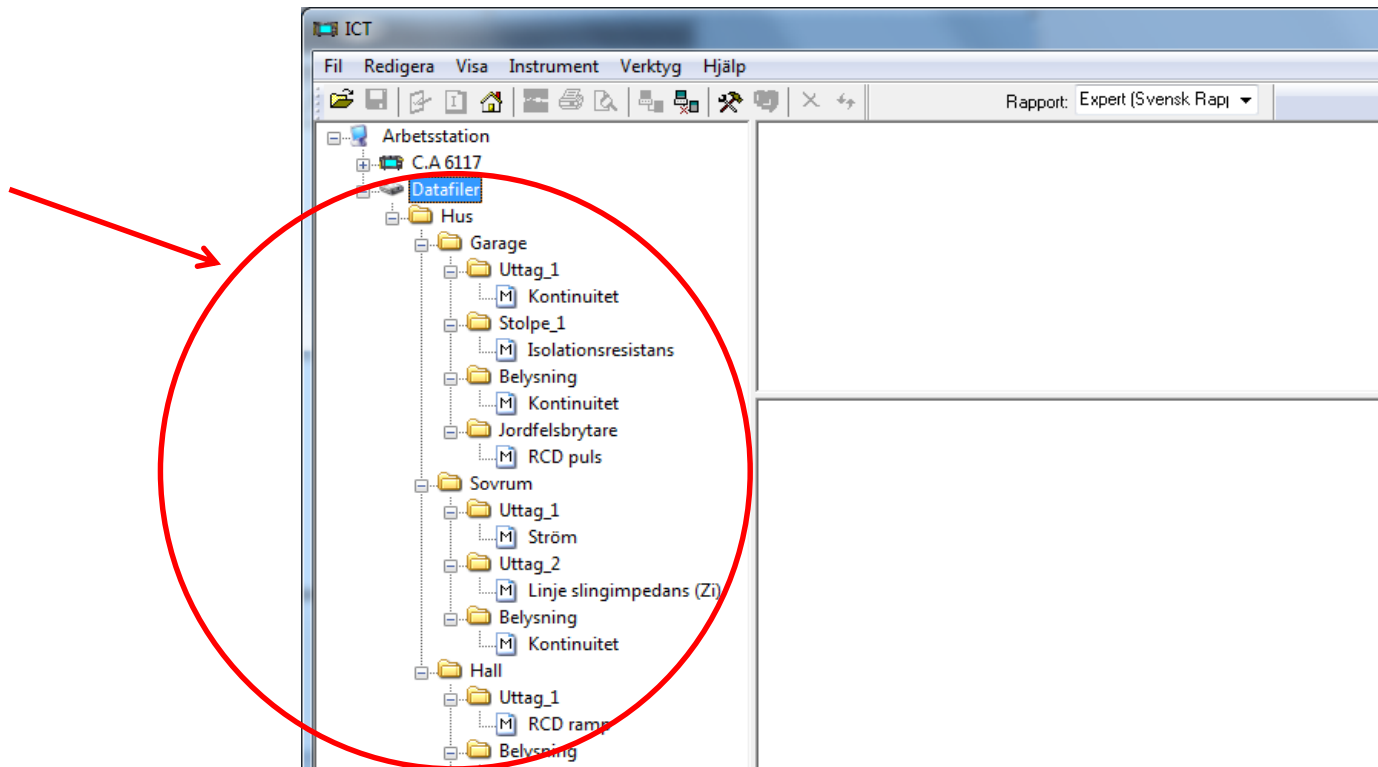 ICT
Fil Redigera Visa Instrument Verktyg Hjälp
Rapport: Expert (Svensk Rap
Arbetsstation
C.A 6117
Datafiler
Hus
Garage
Uttag_1
M Kontinuitet
Stolpe_1
M Isolationsresistans
Belysning
M Kontinuitet
Jordfelsbrytare
M RCD puls
Sovrum
Uttag_1
M Ström
Uttag_2
M Linje slingimpedans (Zi)
Belysning
M Kontinuitet
Hall
Uttag_1
M RCD ramp
Belysning